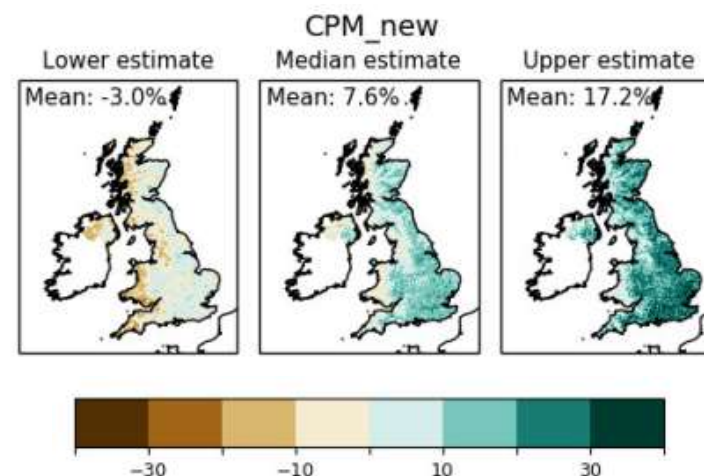 CPM_new
Lower estimate Median estimate Upper estimate
Mean: -3.0% Mean: 7.6% Mean: 17.2%
−30 −10 10 30